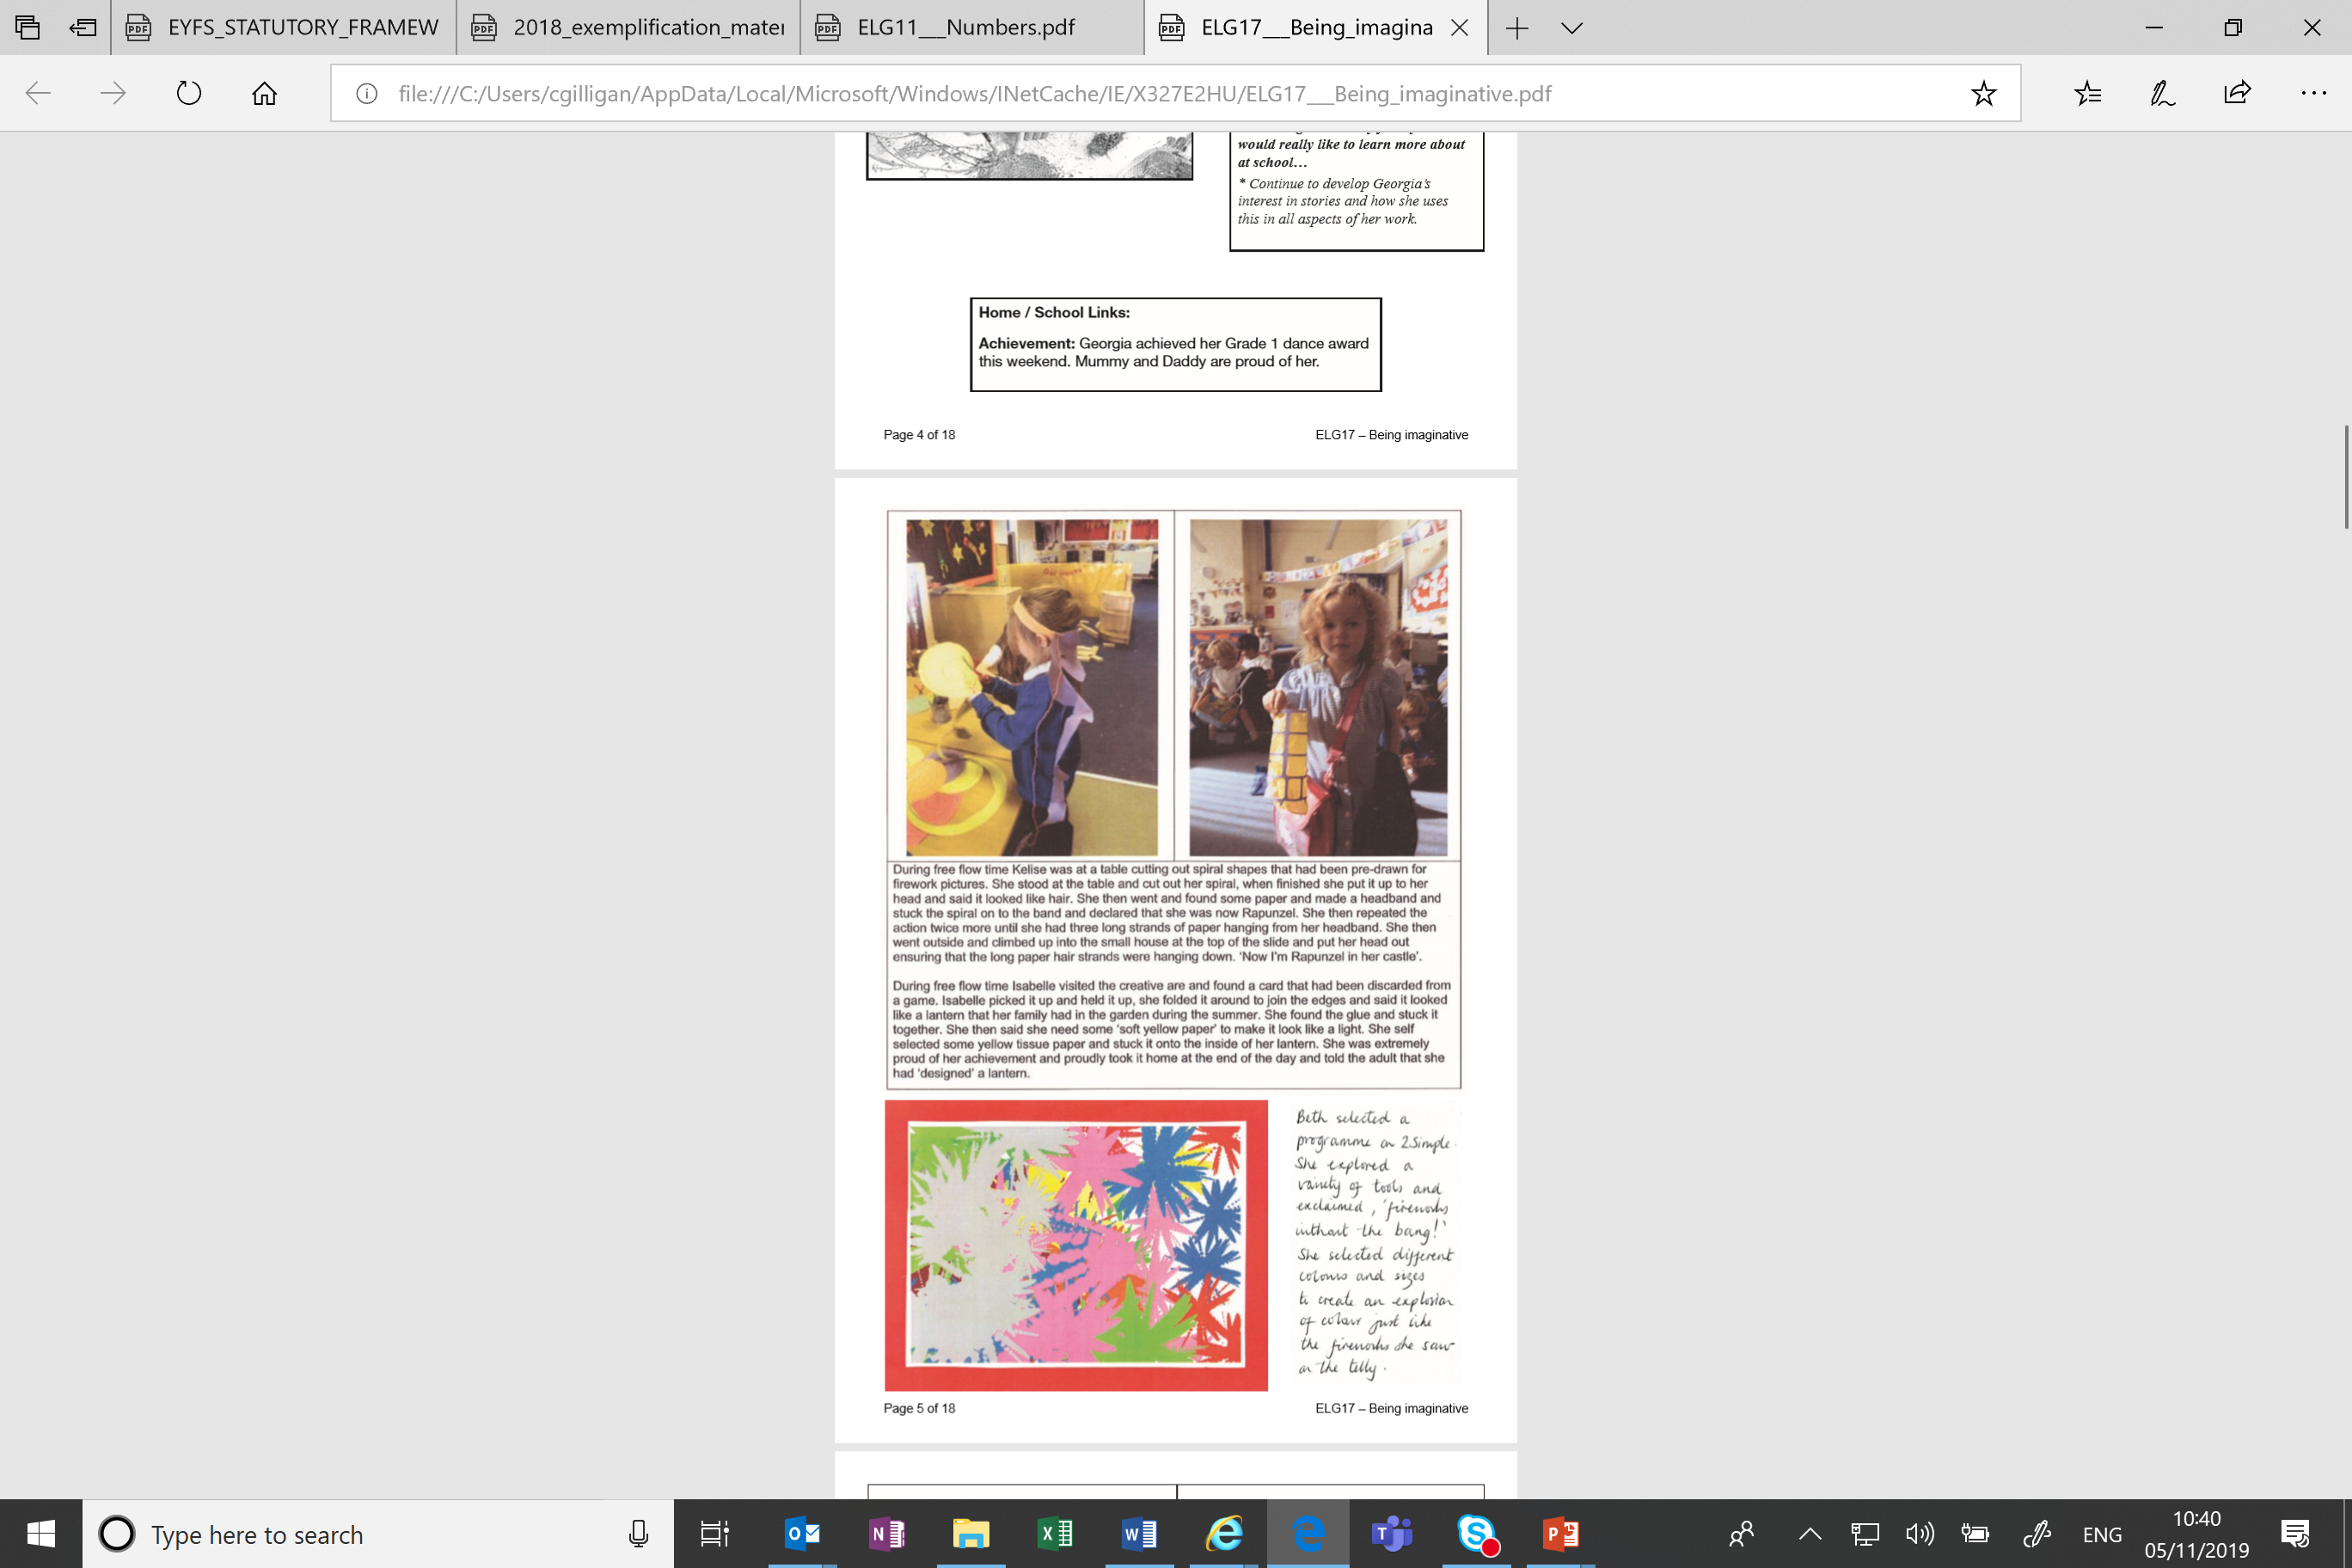 EYFS_STATUTORY_FRAMEW
2018_exemplification_mater
ELG11___Numbers.pdf
ELG17___Being_imagina
file:///C:/Users/cgilligan/AppData/Local/Microsoft/Windows/INetCache/IE/X327E2HU/ELG17___Being_imaginative.pdf
would really like to learn more about
at school...
* Continue to develop Georgia's
interest in stories and how she uses
this in all aspects of her work.
Home / School Links:
Achievement: Georgia achieved her Grade 1 dance award
this weekend. Mummy and Daddy are proud of her.
Page 4 of 18
ELG17 – Being imaginative
During free flow time Kelise was at a table cutting out spiral shapes that had been pre-drawn for
firework pictures. She stood at the table and cut out her spiral, when finished she put it up to her
head and said it looked like hair. She then went and found some paper and made a headband and
stuck the spiral on to the band and declared that she was now Rapunzel. She then repeated the
action twice more until she had three long strands of paper hanging from her headband. She then
went outside and climbed up into the small house at the top of the slide and put her head out
ensuring that the long paper hair strands were hanging down. 'Now I'm Rapunzel in her castle'.
During free flow time Isabelle visited the creative are and found a card that had been discarded from
a game. Isabelle picked it up and held it up, she folded it around to join the edges and said it looked
like a lantern that her family had in the garden during the summer. She found the glue and stuck it
together. She then said she need some 'soft yellow paper' to make it look like a light. She self
selected some yellow tissue paper and stuck it onto the inside of her lantern. She was extremely
proud of her achievement and proudly took it home at the end of the day and told the adult that she
had 'designed' a lantern.
Beth selected a
programme on 2Simple.
She explored a
variety of tools and
exclaimed, 'fireworks
without the bang!'
She selected different
colours and sizes
to create an explosion
of colour just like
the fireworks she saw
on the telly.
Page 5 of 18
ELG17 – Being imaginative
Type here to search
ENG
10:40
05/11/2019